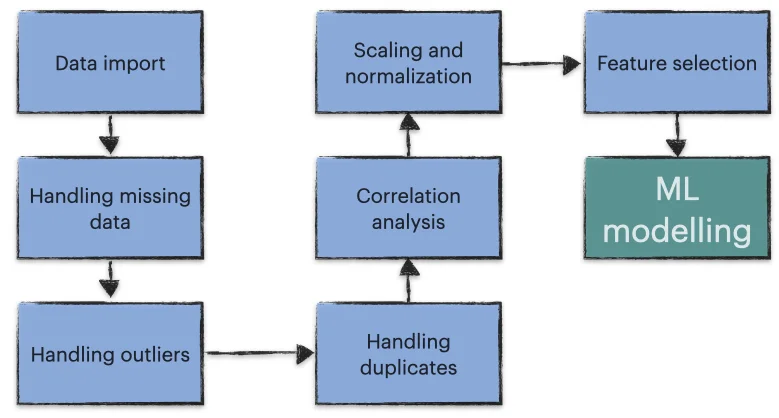 Data import
Handling missing
data
Handling outliers
Handling
duplicates
Correlation
analysis
Scaling and
normalization
Feature selection
ML
modelling